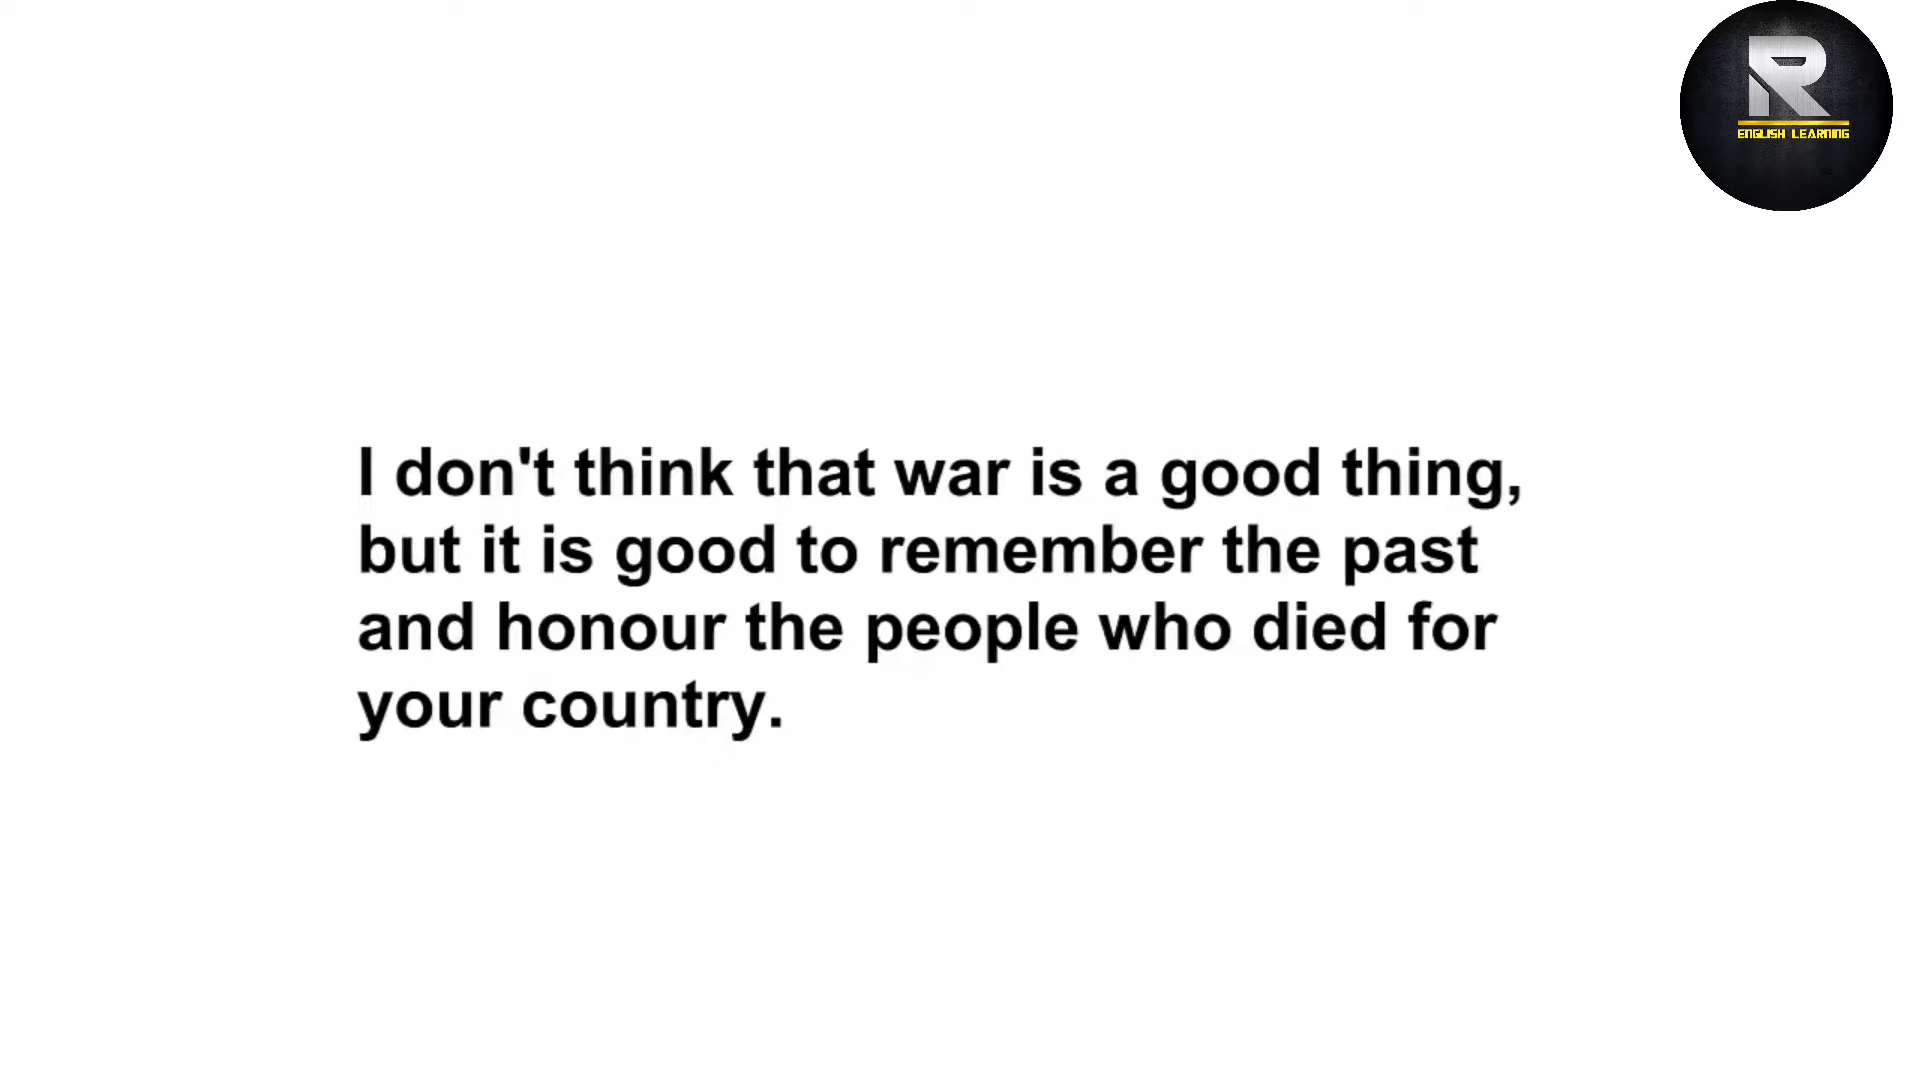 R
ENGLISH LEARNING
I don't think that war is a good thing,
but it is good to remember the past
and honour the people who died for
your country.